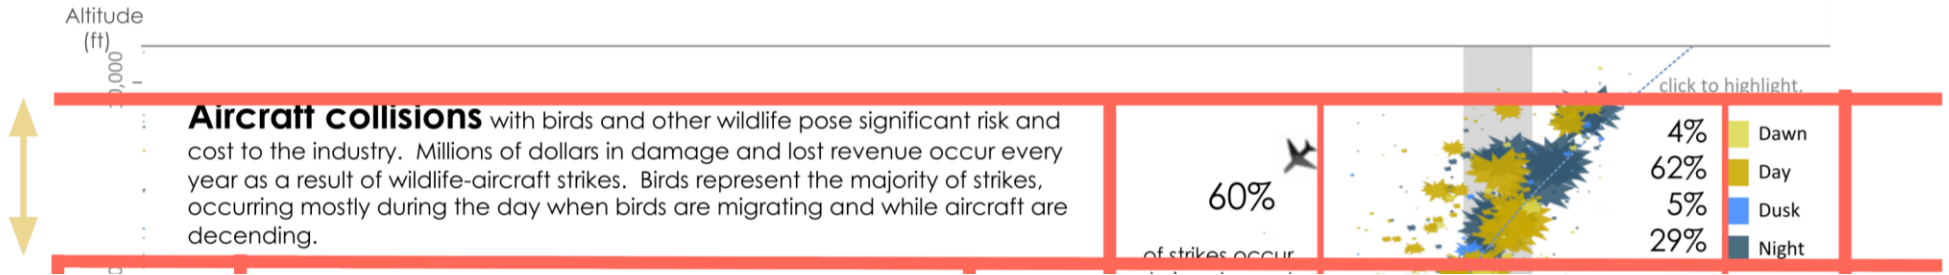 Altitude
(ft)
click to highlight.
Aircraft collisions with birds and other wildlife pose significant risk and
cost to the industry. Millions of dollars in damage and lost revenue occur every
year as a result of wildlife-aircraft strikes. Birds represent the majority of strikes,
occurring mostly during the day when birds are migrating and while aircraft are
decending.
60%
of strikes occur
4% Dawn
62% Day
5% Dusk
29% Night